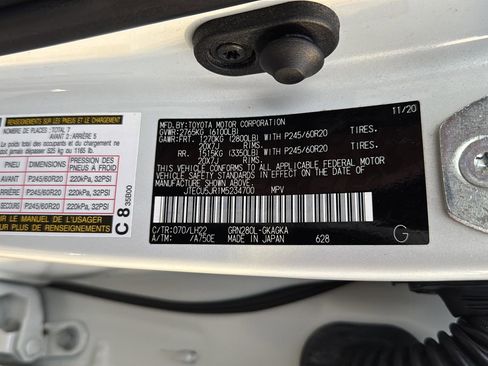 RENSEIGNEMENTS SUR LES PNEUS ET LE CHARGEMENT
NOMBRE DE PLACES: TOTAL 7
AVANT 2; ARRIÈRE 5
Le poids total des occupants et du chargement ne
doit jamais dépasser 525 kg ou 1165 lb.
PNEU DIMENSIONS PRESSION DES PNEUS À FROID
AVANT P245/60R20 220kPa, 32PSI
ARRIÈRE P245/60R20 220kPa, 32PSI
SECOURS P245/60R20 220kPa, 32PSI
VOIR LE MANUEL DE L'USAGER
POUR PLUS DE RENSEIGNEMENTS
C 8 35B00
MFD.BY:TOYOTA MOTOR CORPORATION 11/20
GVWR:2765KG (6100LB)
GAWR:FRT. 1270KG (2800LB) WITH P245/60R20 TIRES.
20X7J RIMS.
RR. 1515KG (3350LB) WITH P245/60R20 TIRES.
20X7J RIMS.
THIS VEHICLE CONFORMS TO ALL APPLICABLE FEDERAL MOTOR
VEHICLE SAFETY STANDARDS IN EFFECT ON THE DATE OF
MANUFACTURE SHOWN ABOVE.
JTECU5JR1M5234700 MPV
C/TR:070/LH22 GRN280L-GKAGKA
A/TM: /A750E MADE IN JAPAN 628 G